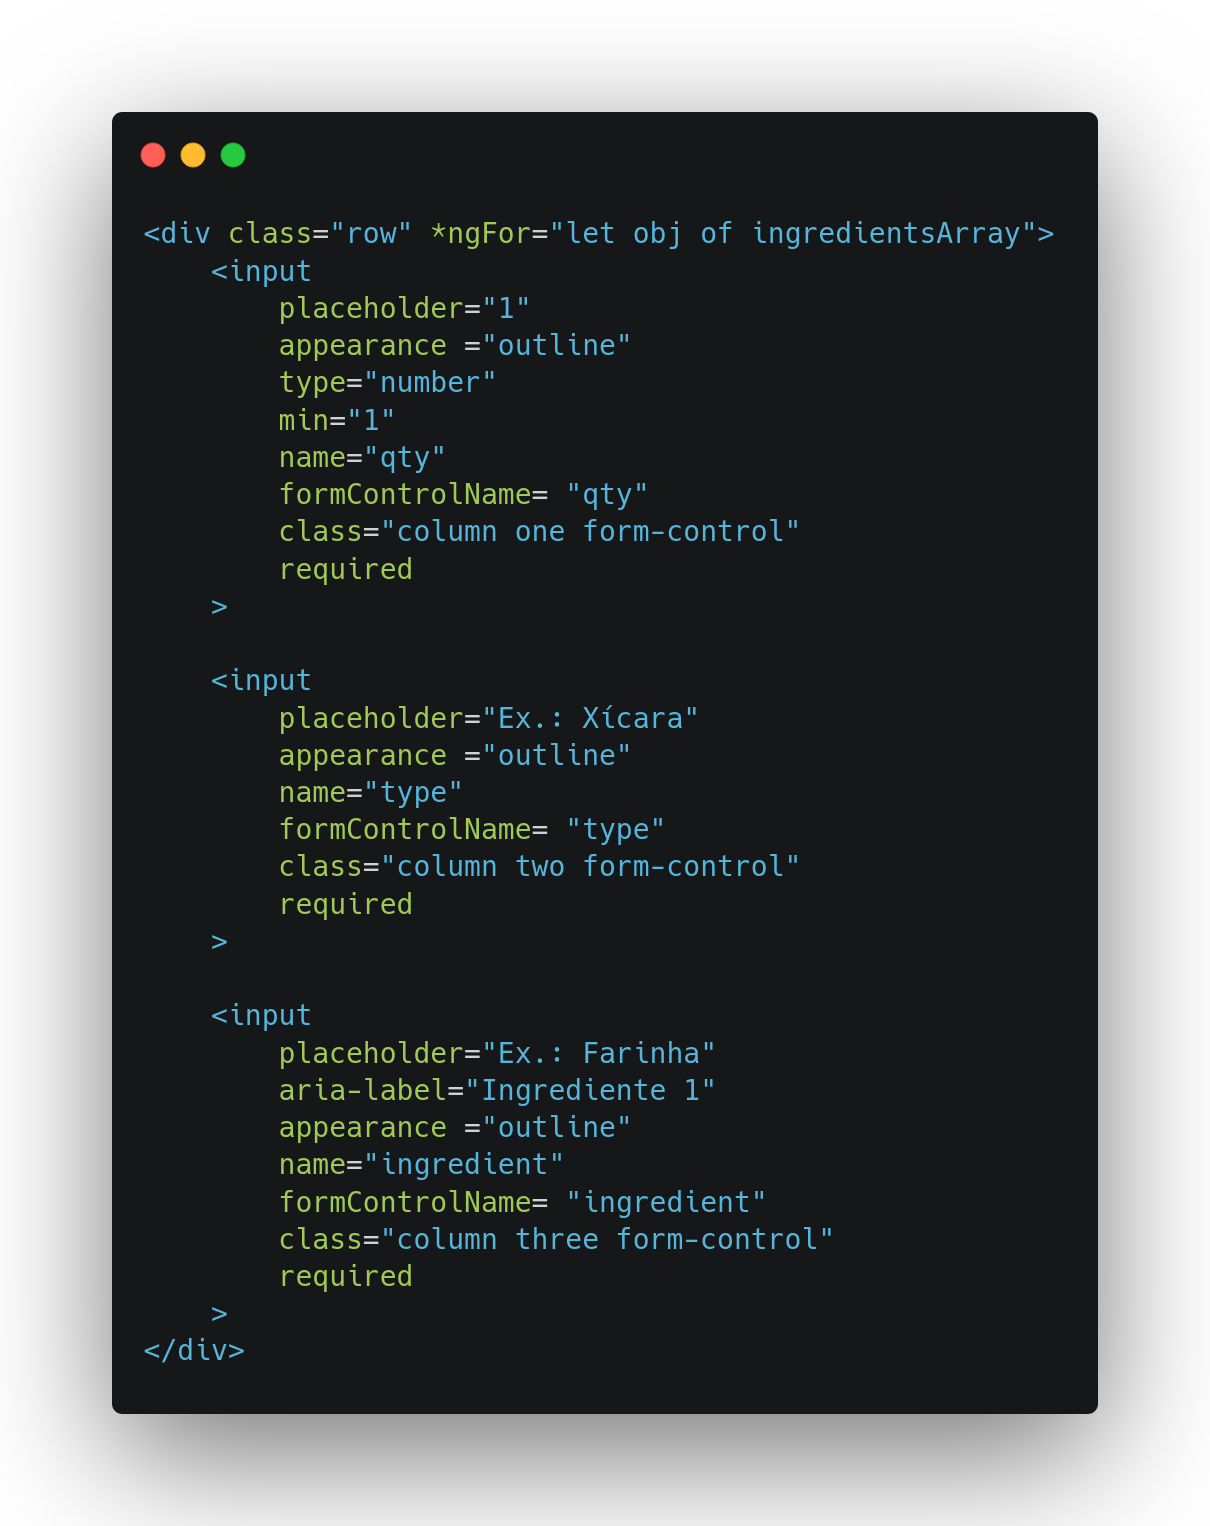 <div class="row" *ngFor="let obj of ingredientsArray">
    <input
        placeholder="1"
        appearance ="outline"
        type="number"
        min="1"
        name="qty"
        formControlName= "qty"
        class="column one form-control"
        required
    >

    <input
        placeholder="Ex.: Xícara"
        appearance ="outline"
        name="type"
        formControlName= "type"
        class="column two form-control"
        required
    >

    <input
        placeholder="Ex.: Farinha"
        aria-label="Ingrediente 1"
        appearance ="outline"
        name="ingredient"
        formControlName= "ingredient"
        class="column three form-control"
        required
    >
</div>